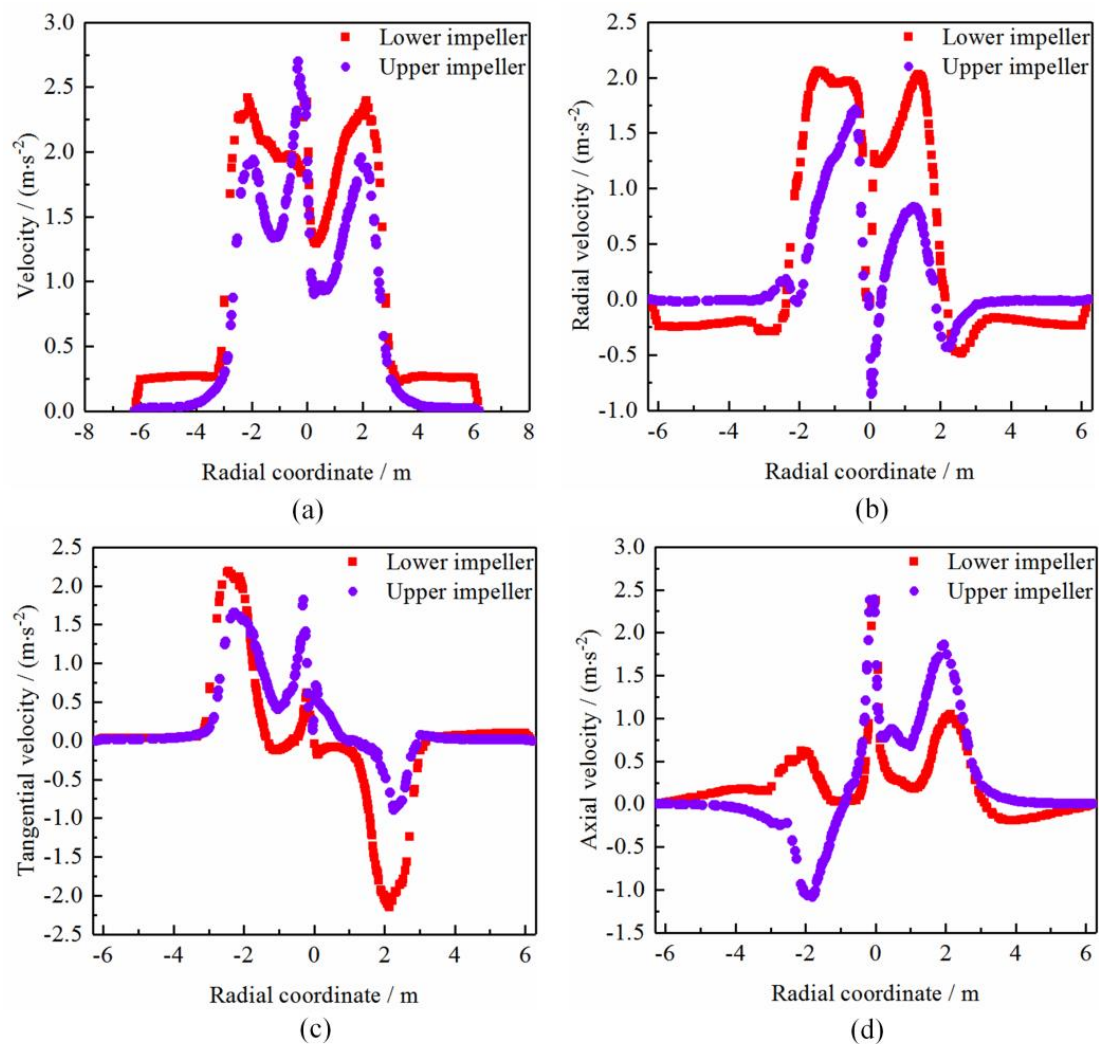 3.0
2.5
2.0
1.5
1.0
0.5
0.0
Velocity / (m·s⁻²)
Lower impeller
Upper impeller
-8 -6 -4 -2 0 2 4 6 8
Radial coordinate / m
(a)
2.5
2.0
1.5
1.0
0.5
0.0
-0.5
-1.0
Radial velocity / (m·s⁻²)
Lower impeller
Upper impeller
-6 -4 -2 0 2 4 6
Radial coordinate / m
(b)
2.5
2.0
1.5
1.0
0.5
0.0
-0.5
-1.0
-1.5
-2.0
-2.5
Tangential velocity / (m·s⁻²)
Lower impeller
Upper impeller
-6 -4 -2 0 2 4 6
Radial coordinate / m
(c)
3.0
2.5
2.0
1.5
1.0
0.5
0.0
-0.5
-1.0
-1.5
Axial velocity / (m·s⁻²)
Lower impeller
Upper impeller
-6 -4 -2 0 2 4 6
Radial coordinate / m
(d)